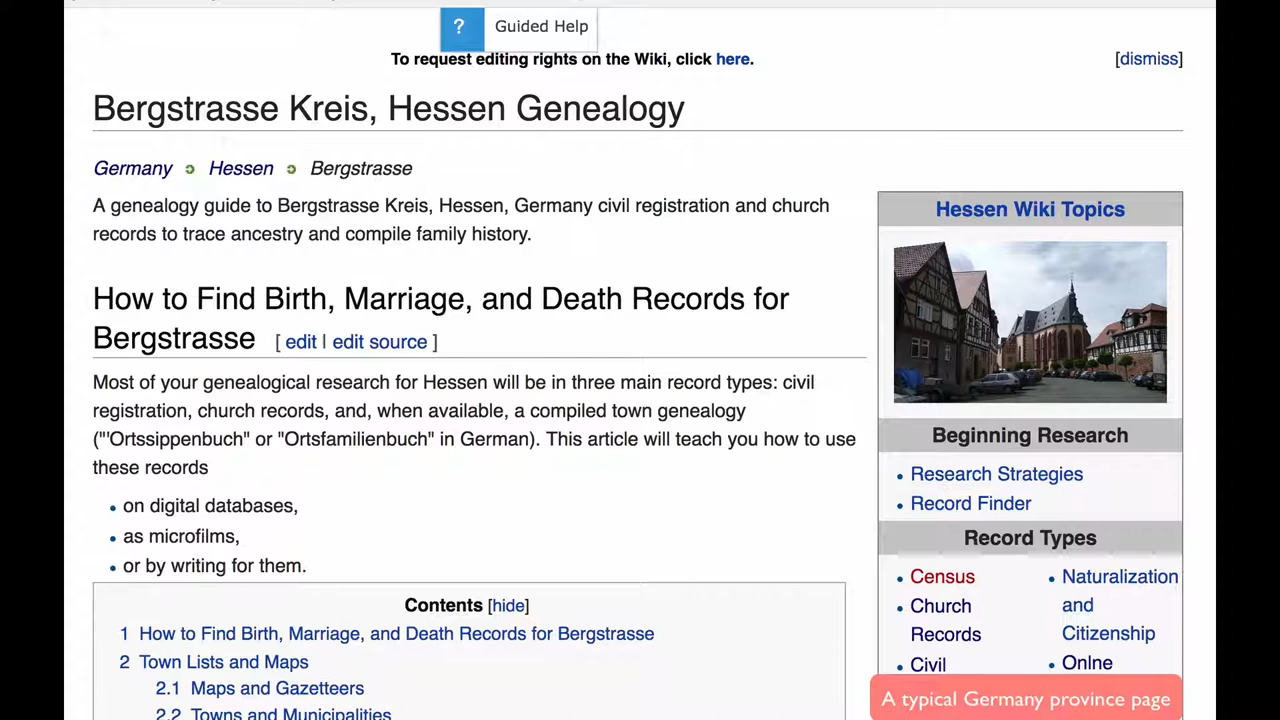 ? Guided Help
To request editing rights on the Wiki, click here.
[dismiss]
Bergstrasse Kreis, Hessen Genealogy
Germany Hessen Bergstrasse
A genealogy guide to Bergstrasse Kreis, Hessen, Germany civil registration and church
records to trace ancestry and compile family history.
How to Find Birth, Marriage, and Death Records for
Bergstrasse [ edit | edit source ]
Most of your genealogical research for Hessen will be in three main record types: civil
registration, church records, and, when available, a compiled town genealogy
("'Ortssippenbuch" or "Ortsfamilienbuch" in German). This article will teach you how to use
these records
• on digital databases,
• as microfilms,
• or by writing for them.
Contents [hide]
1 How to Find Birth, Marriage, and Death Records for Bergstrasse
2 Town Lists and Maps
2.1 Maps and Gazetteers
2.2 Towns and Municipalities
Hessen Wiki Topics
Beginning Research
• Research Strategies
• Record Finder
Record Types
• Census
• Church
Records
• Civil
• Naturalization
and
Citizenship
• Onlne
A typical Germany province page